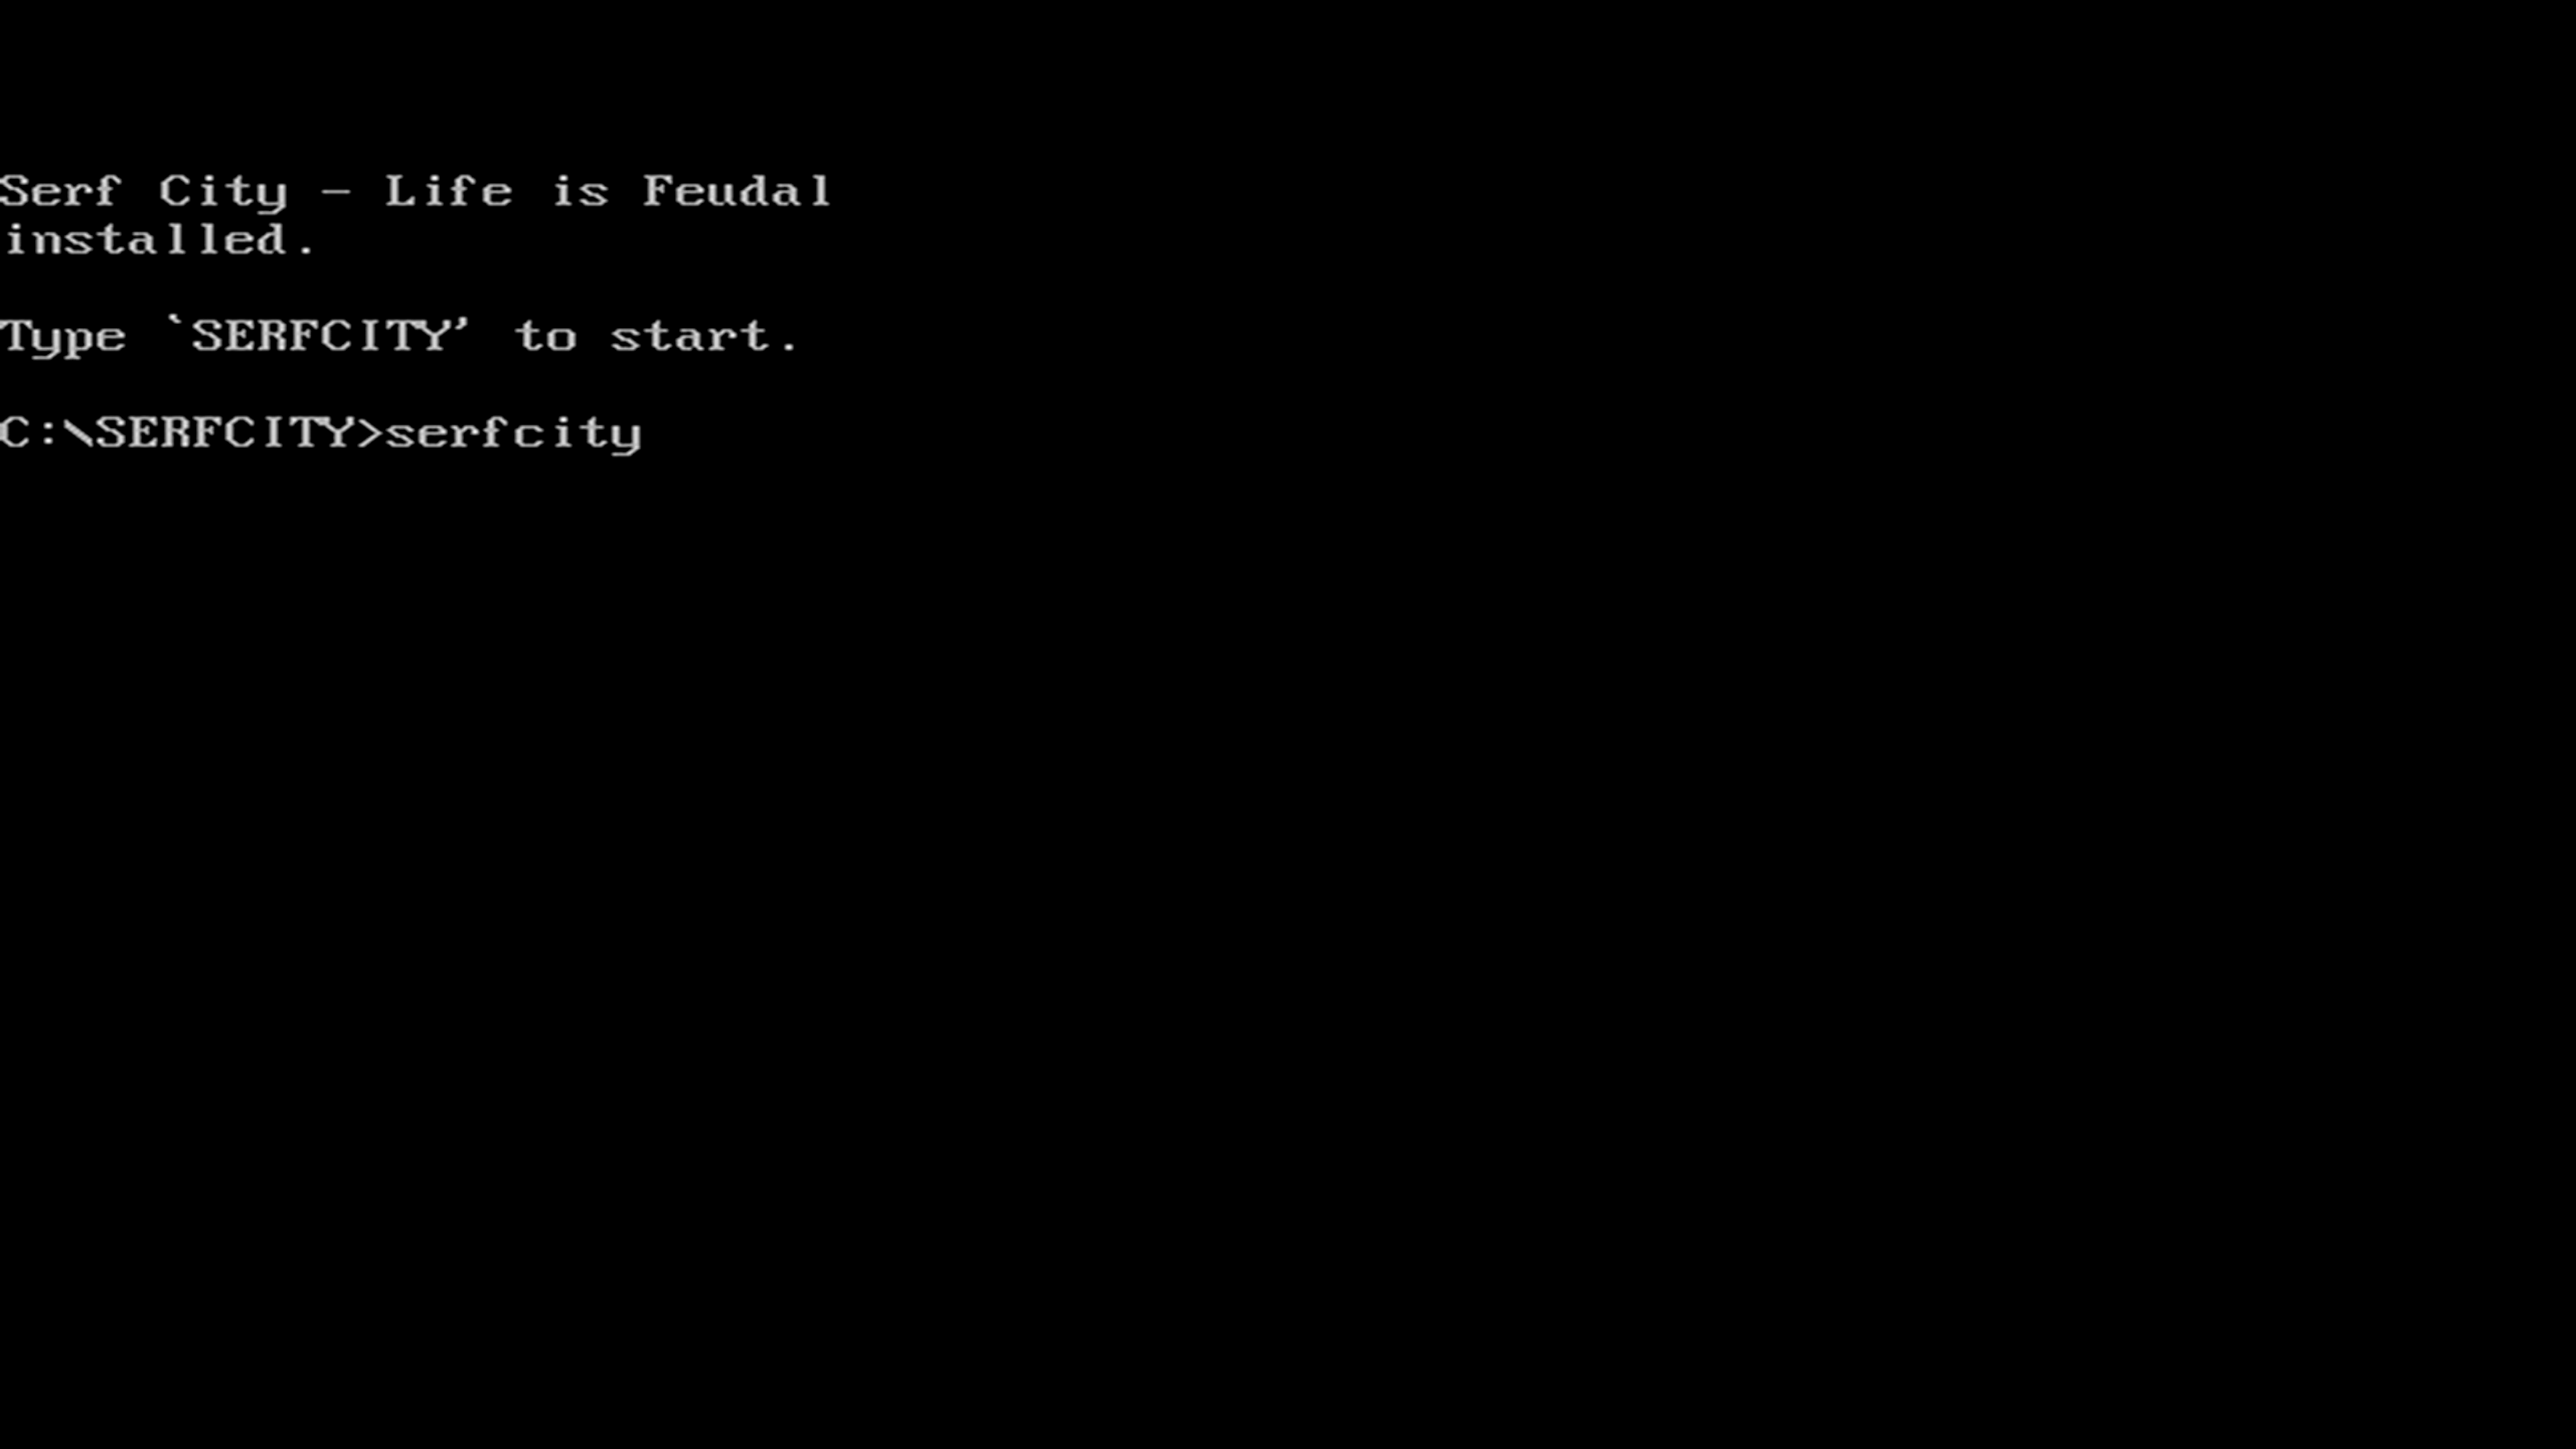 Serf City - Life is Feudal
installed.
Type `SERFCITY' to start.
C:\SERFCITY>serfcity